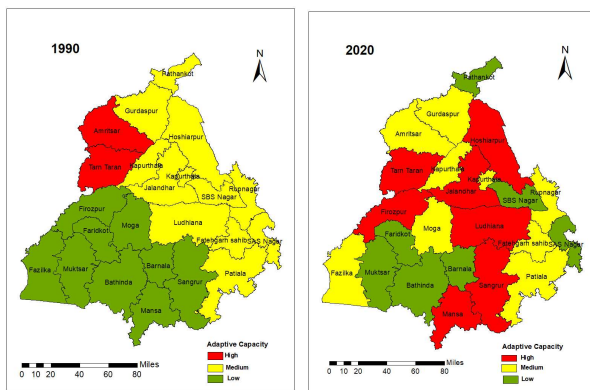 1990
N
Pathankot
Gurdaspur
Amritsar
Hoshiarpur
Tarn Taran
Kapurthala
Kapurthala
Jalandhar
SBS Nagar
Rupnagar
Firozpur
Moga
Ludhiana
Faridkot
Fatehgarh sahib
SAS Nagar
Fazilka
Muktsar
Barnala
Patiala
Bathinda
Sangrur
Mansa
Adaptive Capacity
High
Medium
Low
Miles
0 10 20 40 60 80
2020
N
Pathankot
Gurdaspur
Amritsar
Hoshiarpur
Tarn Taran
Kapurthala
Kapurthala
Jalandhar
SBS Nagar
Rupnagar
Firozpur
Moga
Ludhiana
Faridkot
Fatehgarh sahib
SAS Nagar
Fazilka
Muktsar
Barnala
Patiala
Bathinda
Sangrur
Mansa
Adaptive Capacity
High
Medium
Low
Miles
0 10 20 40 60 80